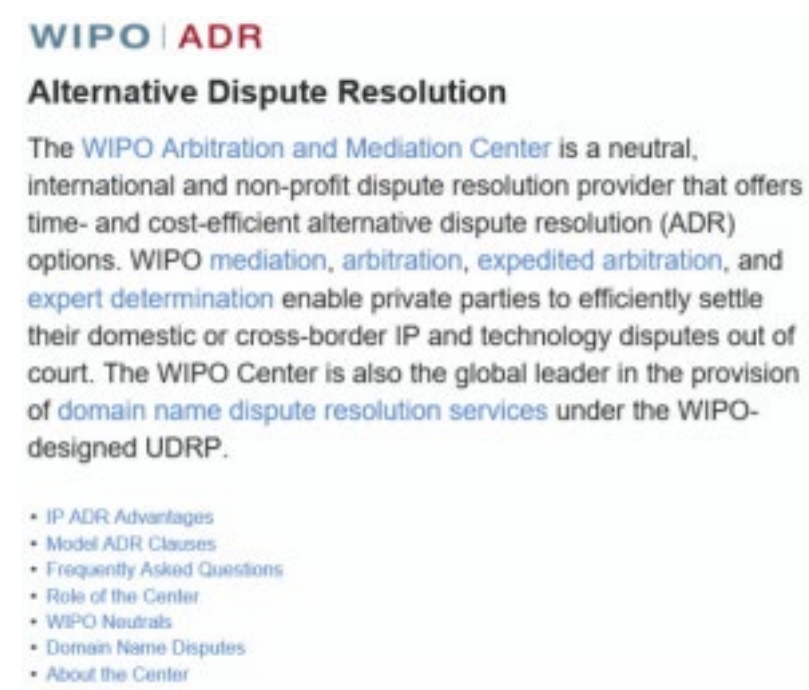 WIPO | ADR
Alternative Dispute Resolution
The WIPO Arbitration and Mediation Center is a neutral,
international and non-profit dispute resolution provider that offers
time- and cost-efficient alternative dispute resolution (ADR)
options. WIPO mediation, arbitration, expedited arbitration, and
expert determination enable private parties to efficiently settle
their domestic or cross-border IP and technology disputes out of
court. The WIPO Center is also the global leader in the provision
of domain name dispute resolution services under the WIPO-
designed UDRP.
• IP ADR Advantages
• Model ADR Clauses
• Frequently Asked Questions
• Role of the Center
• WIPO Neutrals
• Domain Name Disputes
• About the Center